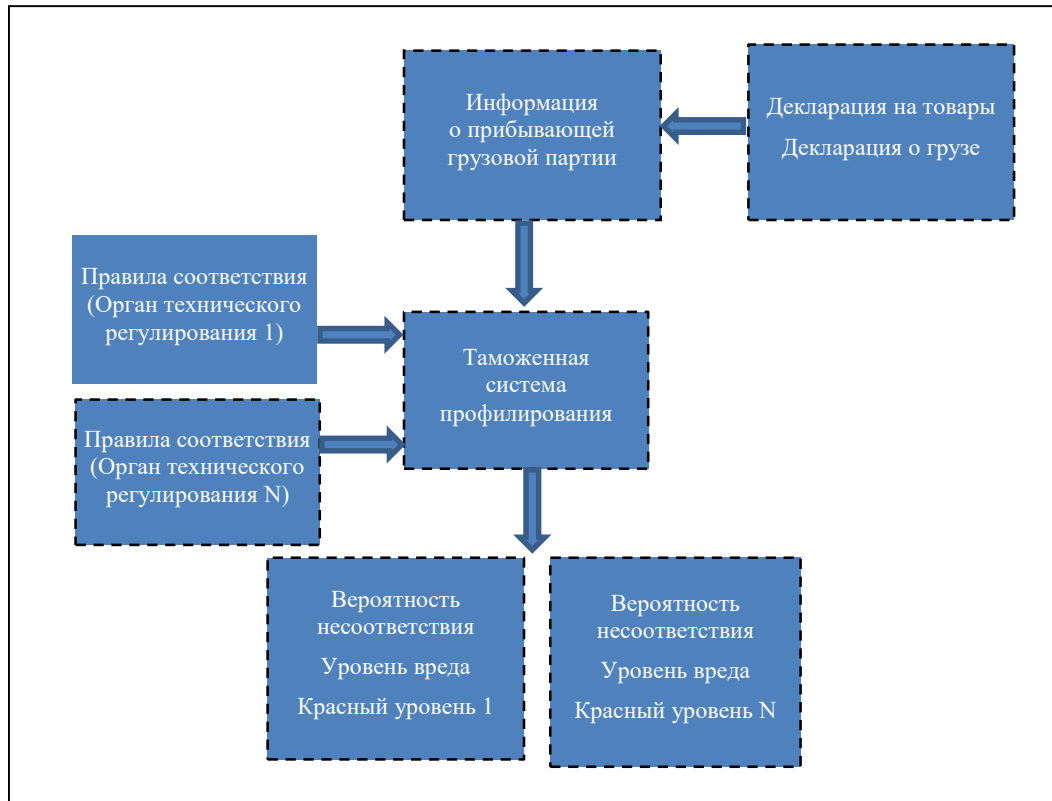 Информация
о прибывающей
грузовой партии
Декларация на товары
Декларация о грузе
Правила соответствия
(Орган технического
регулирования 1)
Таможенная
система
профилирования
Правила соответствия
(Орган технического
регулирования N)
Вероятность
несоответствия
Уровень вреда
Красный уровень 1
Вероятность
несоответствия
Уровень вреда
Красный уровень N